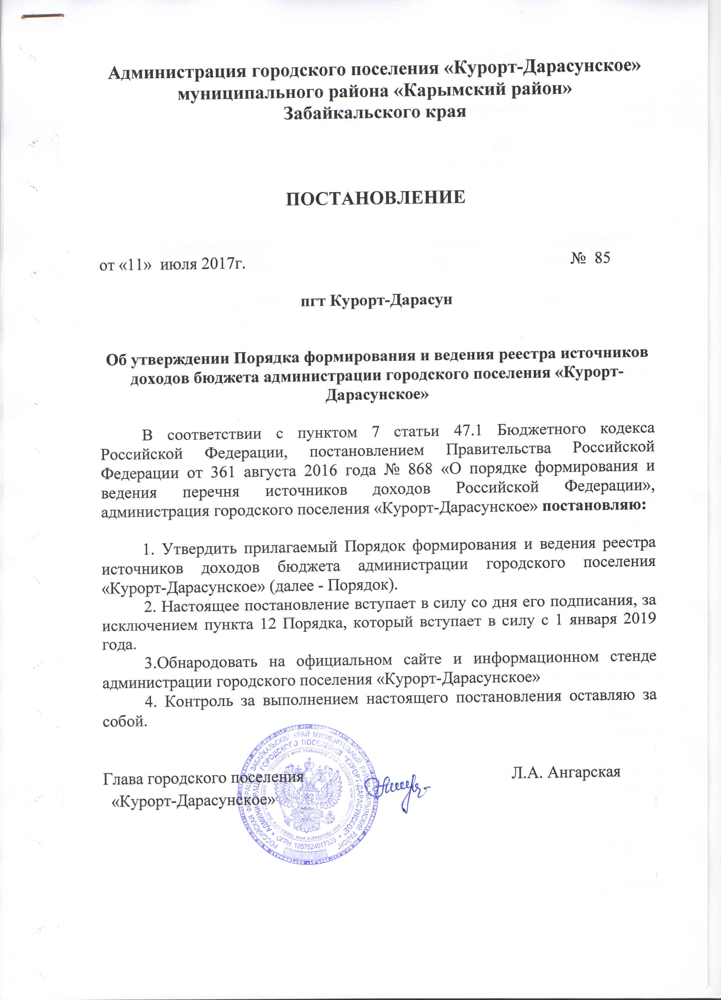 Администрация городского поселения «Курорт-Дарасунское»
муниципального района «Карымский район»
Забайкальского края
ПОСТАНОВЛЕНИЕ
от «11» июля 2017г. № 85
пгт Курорт-Дарасун
Об утверждении Порядка формирования и ведения реестра источников
доходов бюджета администрации городского поселения «Курорт-
Дарасунское»
В соответствии с пунктом 7 статьи 47.1 Бюджетного кодекса
Российской Федерации, постановлением Правительства Российской
Федерации от 361 августа 2016 года № 868 «О порядке формирования и
ведения перечня источников доходов Российской Федерации»,
администрация городского поселения «Курорт-Дарасунское» постановляю:
1. Утвердить прилагаемый Порядок формирования и ведения реестра
источников доходов бюджета администрации городского поселения
«Курорт-Дарасунское» (далее - Порядок).
2. Настоящее постановление вступает в силу со дня его подписания, за
исключением пункта 12 Порядка, который вступает в силу с 1 января 2019
года.
3.Обнародовать на официальном сайте и информационном стенде
администрации городского поселения «Курорт-Дарасунское»
4. Контроль за выполнением настоящего постановления оставляю за
собой.
Глава городского поселения Л.А. Ангарская
«Курорт-Дарасунское»
РОССИЙСКАЯ ФЕДЕРАЦИЯ ЗАБАЙКАЛЬСКИЙ КРАЙ МУНИЦИПАЛЬНЫЙ РАЙОН "КАРЫМСКИЙ РАЙОН"
* АДМИНИСТРАЦИЯ ГОРОДСКОГО ПОСЕЛЕНИЯ "КУРОРТ-ДАРАСУНСКОЕ" *
ОГРН 1057524017320
ИНН 7508004872